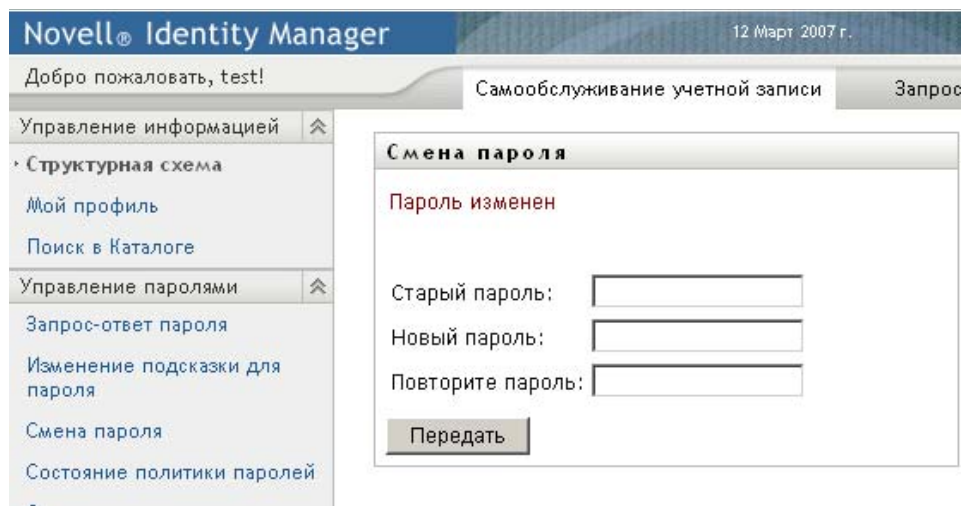 Novell® Identity Manager
12 Март 2007 г.
Добро пожаловать, test!
Самообслуживание учетной записи
Запрос
Управление информацией
Структурная схема
Мой профиль
Поиск в Каталоге
Управление паролями
Запрос-ответ пароля
Изменение подсказки для
пароля
Смена пароля
Состояние политики паролей
Смена пароля
Пароль изменен
Старый пароль:
Новый пароль:
Повторите пароль:
Передать